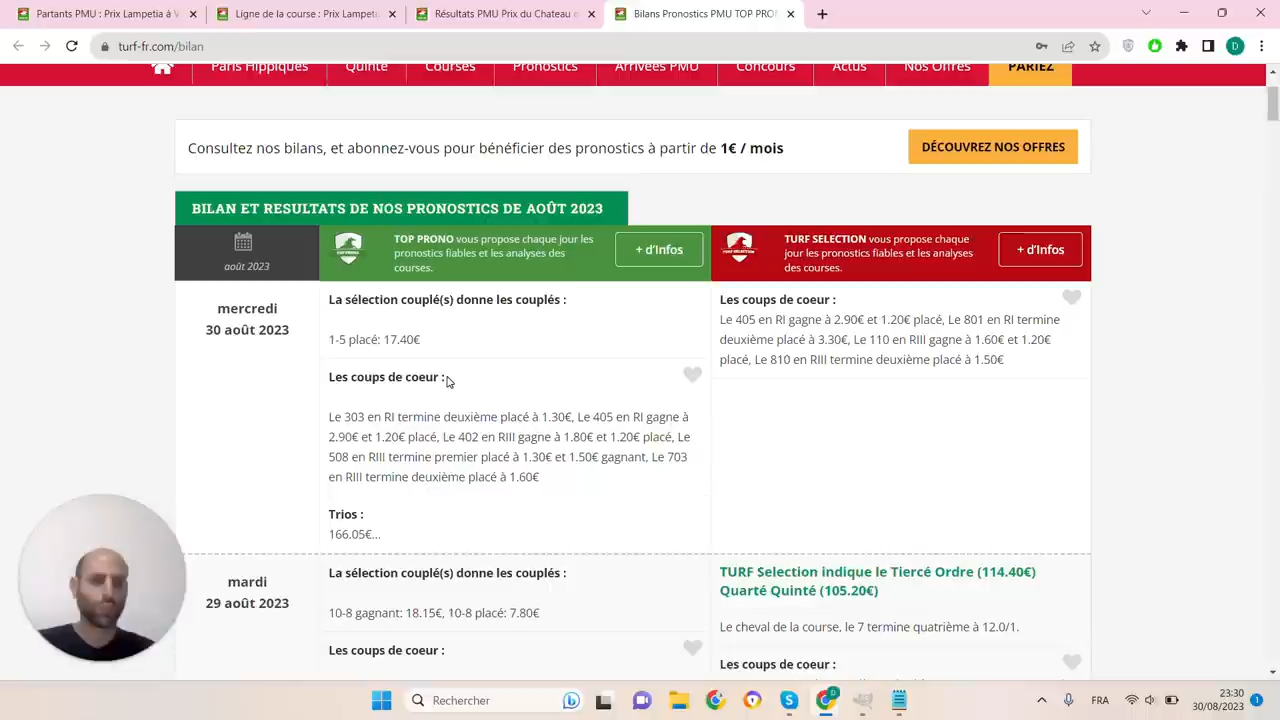 Partants PMU : Prix Lampetia à V
Ligne de la course : Prix Lampetia
Résultats PMU Prix du Chateau e
Bilans Pronostics PMU TOP PRON
turf-fr.com/bilan
Paris Hippiques
Quinté
Courses
Pronostics
Arrivées PMU
Concours
Actus
Nos Offres
PARIEZ
Consultez nos bilans, et abonnez-vous pour bénéficier des pronostics à partir de 1€ / mois
DÉCOUVREZ NOS OFFRES
BILAN ET RESULTATS DE NOS PRONOSTICS DE AOÛT 2023
août 2023
TOP PRONO vous propose chaque jour les
pronostics fiables et les analyses des
courses.
+ d'Infos
TURF SELECTION vous propose chaque
jour les pronostics fiables et les analyses
des courses.
+ d'Infos
mercredi
30 août 2023
La sélection couplé(s) donne les couplés :
1-5 placé: 17.40€
Les coups de coeur :
Le 303 en RI termine deuxième placé à 1.30€, Le 405 en RI gagne à
2.90€ et 1.20€ placé, Le 402 en RIII gagne à 1.80€ et 1.20€ placé, Le
508 en RIII termine premier placé à 1.30€ et 1.50€ gagnant, Le 703
en RIII termine deuxième placé à 1.60€
Trios :
166.05€...
Les coups de coeur :
Le 405 en RI gagne à 2.90€ et 1.20€ placé, Le 801 en RI termine
deuxième placé à 3.30€, Le 110 en RIII gagne à 1.60€ et 1.20€
placé, Le 810 en RIII termine deuxième placé à 1.50€
mardi
29 août 2023
La sélection couplé(s) donne les couplés :
10-8 gagnant: 18.15€, 10-8 placé: 7.80€
Les coups de coeur :
TURF Selection indique le Tiercé Ordre (114.40€)
Quarté Quinté (105.20€)
Le cheval de la course, le 7 termine quatrième à 12.0/1.
Les coups de coeur :
Rechercher
FRA
23:30
30/08/2023